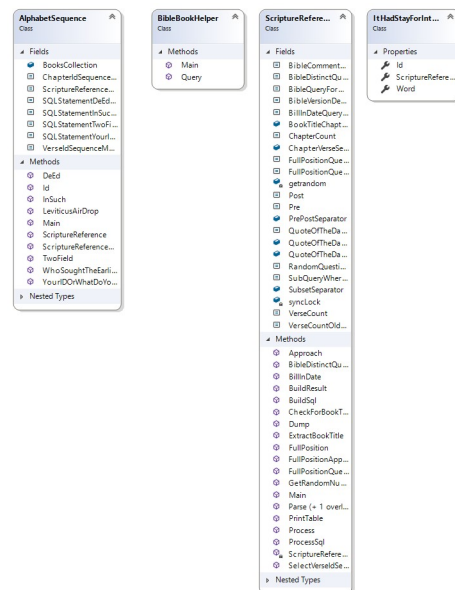 AlphabetSequence
Class
Fields
BooksCollection
ChapterIdSequence...
ScriptureReference...
SQLStatementDeEd...
SQLStatementInSuc...
SQLStatementTwoFi...
SQLStatementYourI...
VerseIdSequenceM...
Methods
DeEd
Id
InSuch
LeviticusAirDrop
Main
ScriptureReference
ScriptureReference...
TwoField
WhoSoughtTheEarli...
YourIDOrWhatDoYo...
Nested Types
BibleBookHelper
Class
Methods
Main
Query
ScriptureRefere...
Class
Fields
BibleComment...
BibleDistinctQu...
BibleQueryFor...
BibleVersionDe...
BillInDateQuery...
BookTitleChapt...
ChapterCount
ChapterVerseSe...
FullPositionQue...
FullPositionQue...
getrandom
Post
Pre
PrePostSeparator
QuoteOfTheDa...
QuoteOfTheDa...
QuoteOfTheDa...
RandomQuesti...
SubQueryWher...
SubsetSeparator
syncLock
VerseCount
VerseCountOld...
Methods
Approach
BibleDistinctQu...
BillInDate
BuildResult
BuildSql
CheckForBookT...
Dump
ExtractBookTitle
FullPosition
FullPositionApp...
FullPositionQue...
GetRandomNu...
Main
Parse (+ 1 overl...
PrintTable
Process
ProcessSql
ScriptureRefere...
SelectVerseIdSe...
Nested Types
ItHadStayForInt...
Class
Properties
Id
ScriptureRefere...
Word